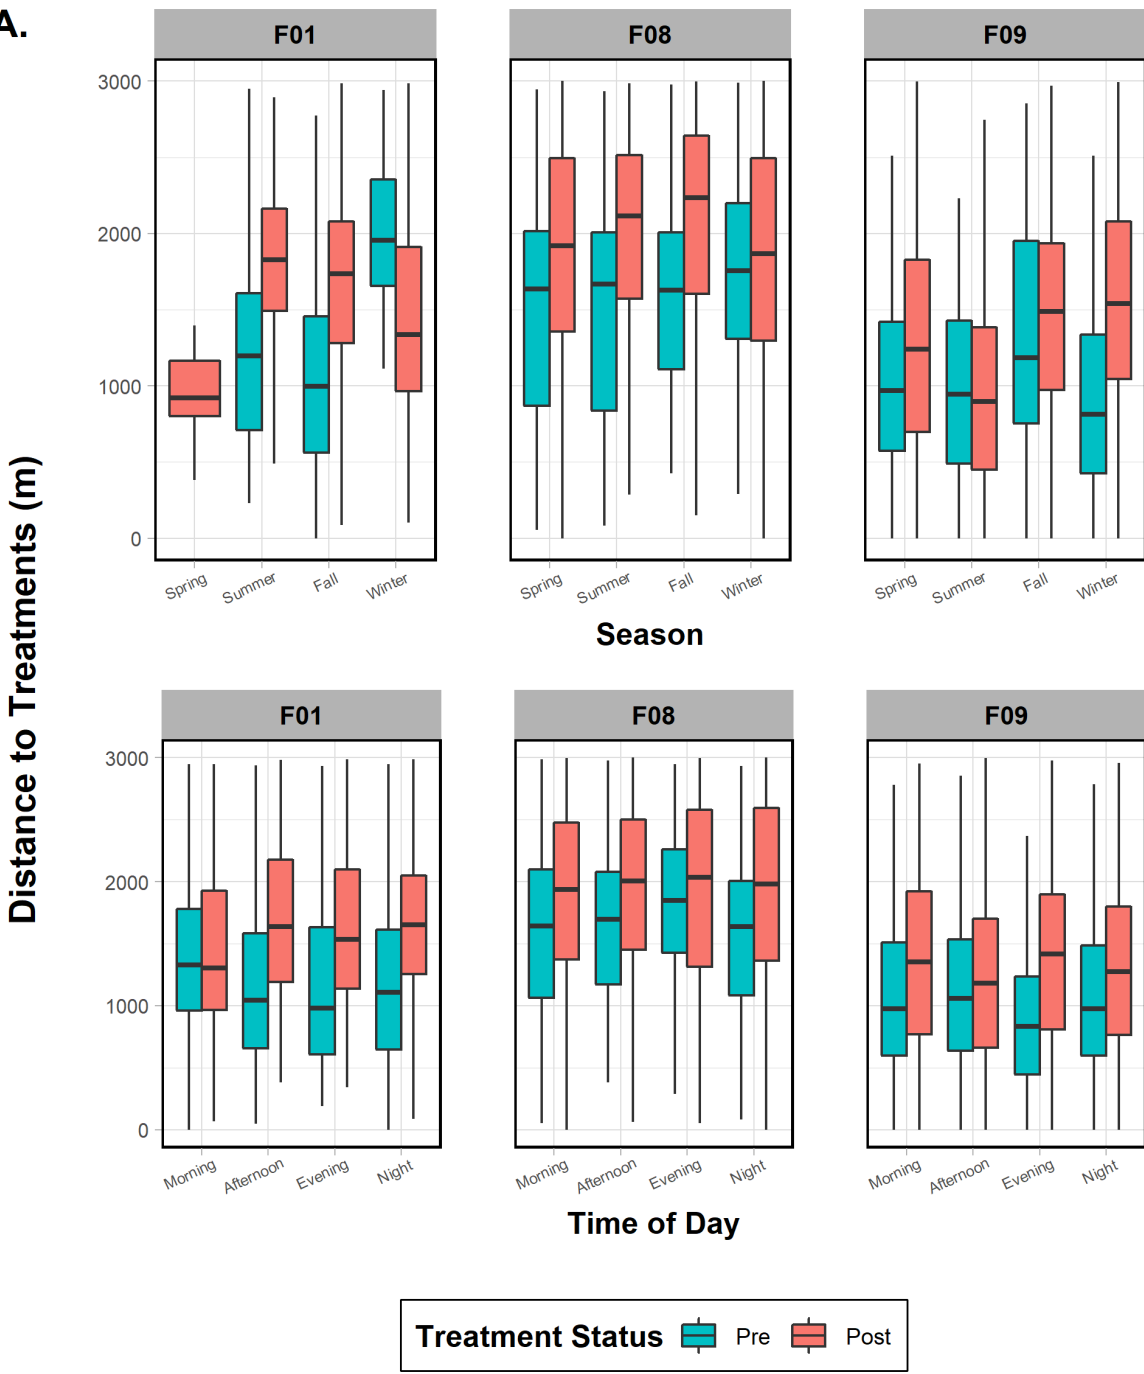 A.
F01 F08 F09
3000
2000
1000
0
Spring Summer Fall Winter Spring Summer Fall Winter Spring Summer Fall Winter
Season
Distance to Treatments (m)
F01 F08 F09
3000
2000
1000
0
Morning Afternoon Evening Night Morning Afternoon Evening Night Morning Afternoon Evening Night
Time of Day
Treatment Status Pre Post